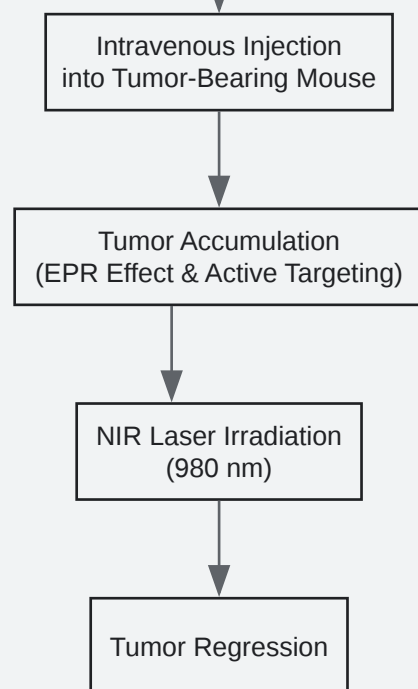 Intravenous Injection
into Tumor-Bearing Mouse
Tumor Accumulation
(EPR Effect & Active Targeting)
NIR Laser Irradiation
(980 nm)
Tumor Regression